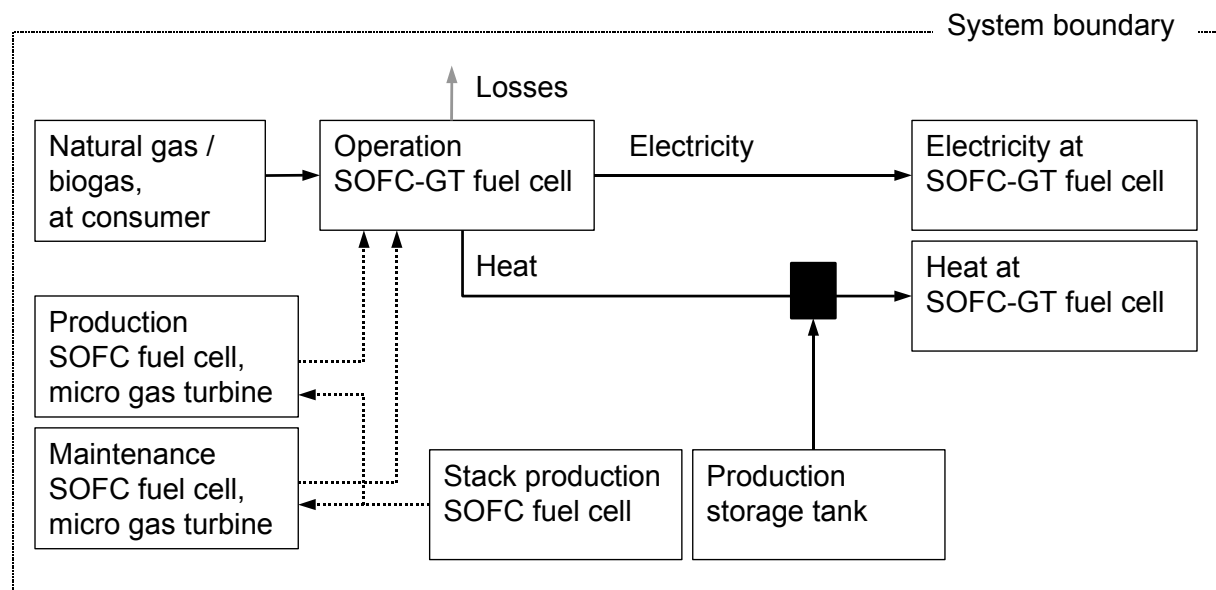 System boundary
Losses
Natural gas /
biogas,
at consumer
Operation
SOFC-GT fuel cell
Electricity
Electricity at
SOFC-GT fuel cell
Heat
Heat at
SOFC-GT fuel cell
Production
SOFC fuel cell,
micro gas turbine
Maintenance
SOFC fuel cell,
micro gas turbine
Stack production
SOFC fuel cell
Production
storage tank